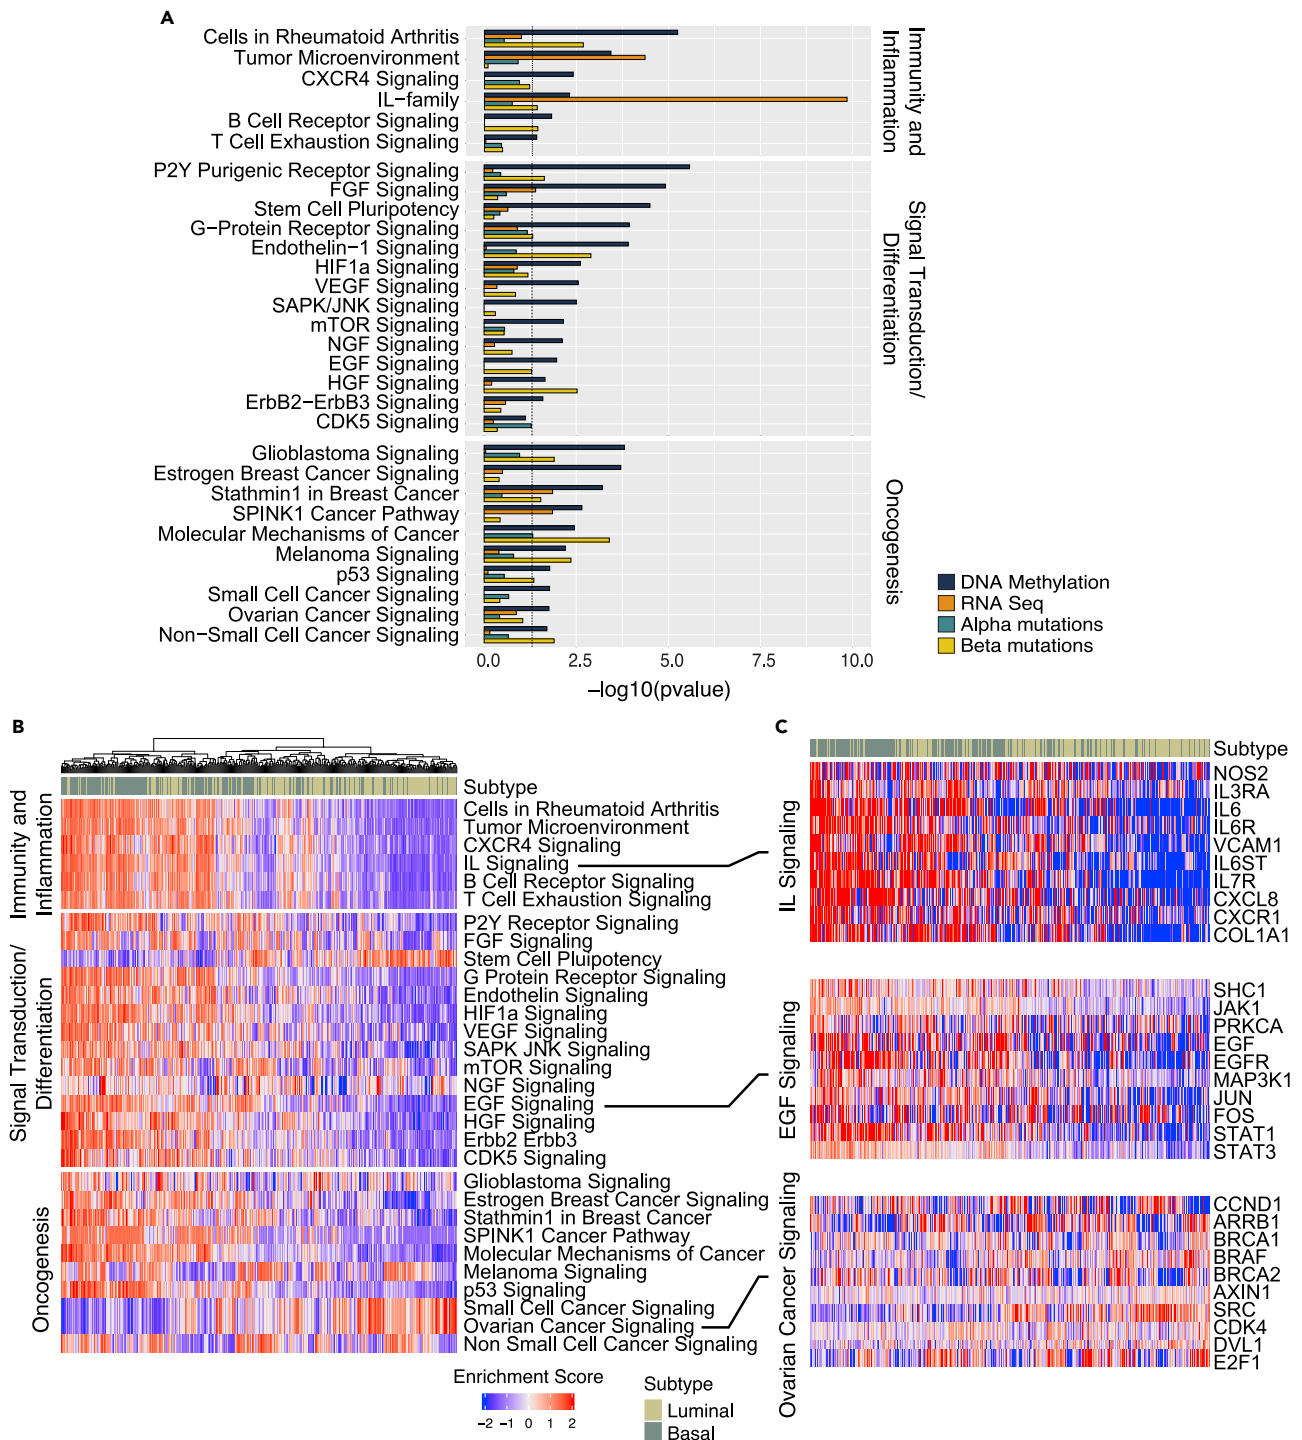 A
Cells in Rheumatoid Arthritis
Tumor Microenvironment
CXCR4 Signaling
IL−family
B Cell Receptor Signaling
T Cell Exhaustion Signaling
Immunity and
Inflammation
P2Y Purigenic Receptor Signaling
FGF Signaling
Stem Cell Pluripotency
G−Protein Receptor Signaling
Endothelin−1 Signaling
HIF1a Signaling
VEGF Signaling
SAPK/JNK Signaling
mTOR Signaling
NGF Signaling
EGF Signaling
HGF Signaling
ErbB2−ErbB3 Signaling
CDK5 Signaling
Signal Transduction/
Differentiation
Glioblastoma Signaling
Estrogen Breast Cancer Signaling
Stathmin1 in Breast Cancer
SPINK1 Cancer Pathway
Molecular Mechanisms of Cancer
Melanoma Signaling
p53 Signaling
Small Cell Cancer Signaling
Ovarian Cancer Signaling
Non−Small Cell Cancer Signaling
Oncogenesis
0.0 2.5 5.0 7.5 10.0
−log10(pvalue)
DNA Methylation
RNA Seq
Alpha mutations
Beta mutations
B
Subtype
Immunity and
Inflammation
Cells in Rheumatoid Arthritis
Tumor Microenvironment
CXCR4 Signaling
IL Signaling
B Cell Receptor Signaling
T Cell Exhaustion Signaling
Signal Transduction/
Differentiation
P2Y Receptor Signaling
FGF Signaling
Stem Cell Pluipotency
G Protein Receptor Signaling
Endothelin Signaling
HIF1a Signaling
VEGF Signaling
SAPK JNK Signaling
mTOR Signaling
NGF Signaling
EGF Signaling
HGF Signaling
Erbb2 Erbb3
CDK5 Signaling
Oncogenesis
Glioblastoma Signaling
Estrogen Breast Cancer Signaling
Stathmin1 in Breast Cancer
SPINK1 Cancer Pathway
Molecular Mechanisms of Cancer
Melanoma Signaling
p53 Signaling
Small Cell Cancer Signaling
Ovarian Cancer Signaling
Non Small Cell Cancer Signaling
Enrichment Score
−2 −1 0 1 2
Subtype
Luminal
Basal
C
Subtype
IL Signaling
NOS2
IL3RA
IL6
IL6R
VCAM1
IL6ST
IL7R
CXCL8
CXCR1
COL1A1
EGF Signaling
SHC1
JAK1
PRKCA
EGF
EGFR
MAP3K1
JUN
FOS
STAT1
STAT3
Ovarian Cancer Signaling
CCND1
ARRB1
BRCA1
BRAF
BRCA2
AXIN1
SRC
CDK4
DVL1
E2F1